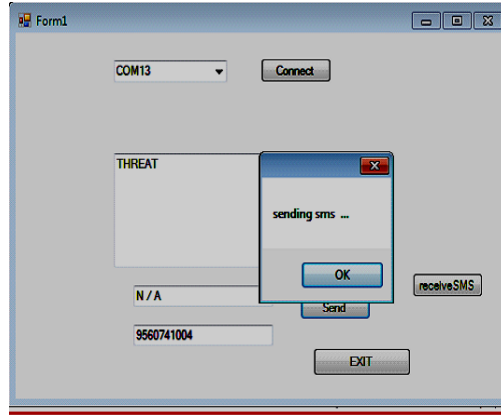 Form1
COM13
Connect
THREAT
sending sms ...
OK
receiveSMS
N/A
Send
9560741004
EXIT